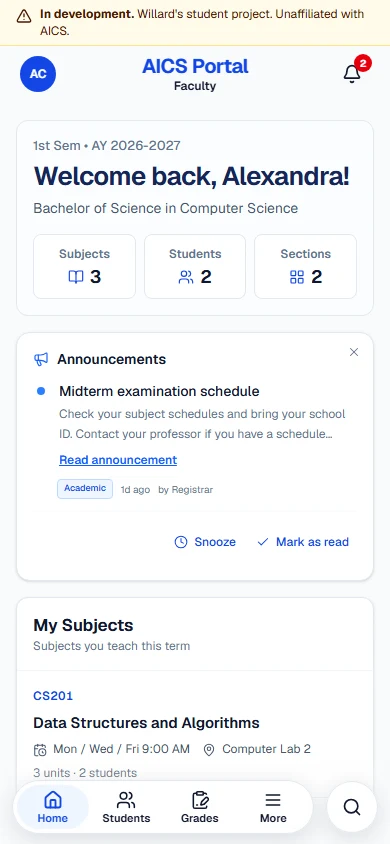 In development. Willard's student project. Unaffiliated with
AICS.
AC
AICS Portal
Faculty
2
1st Sem • AY 2026-2027
Welcome back, Alexandra!
Bachelor of Science in Computer Science
Subjects
3
Students
2
Sections
2
Announcements
Midterm examination schedule
Check your subject schedules and bring your school
ID. Contact your professor if you have a schedule…
Read announcement
Academic 1d ago by Registrar
Snooze Mark as read
My Subjects
Subjects you teach this term
CS201
Data Structures and Algorithms
Mon / Wed / Fri 9:00 AM Computer Lab 2
3 units · 2 students
Home Students Grades More